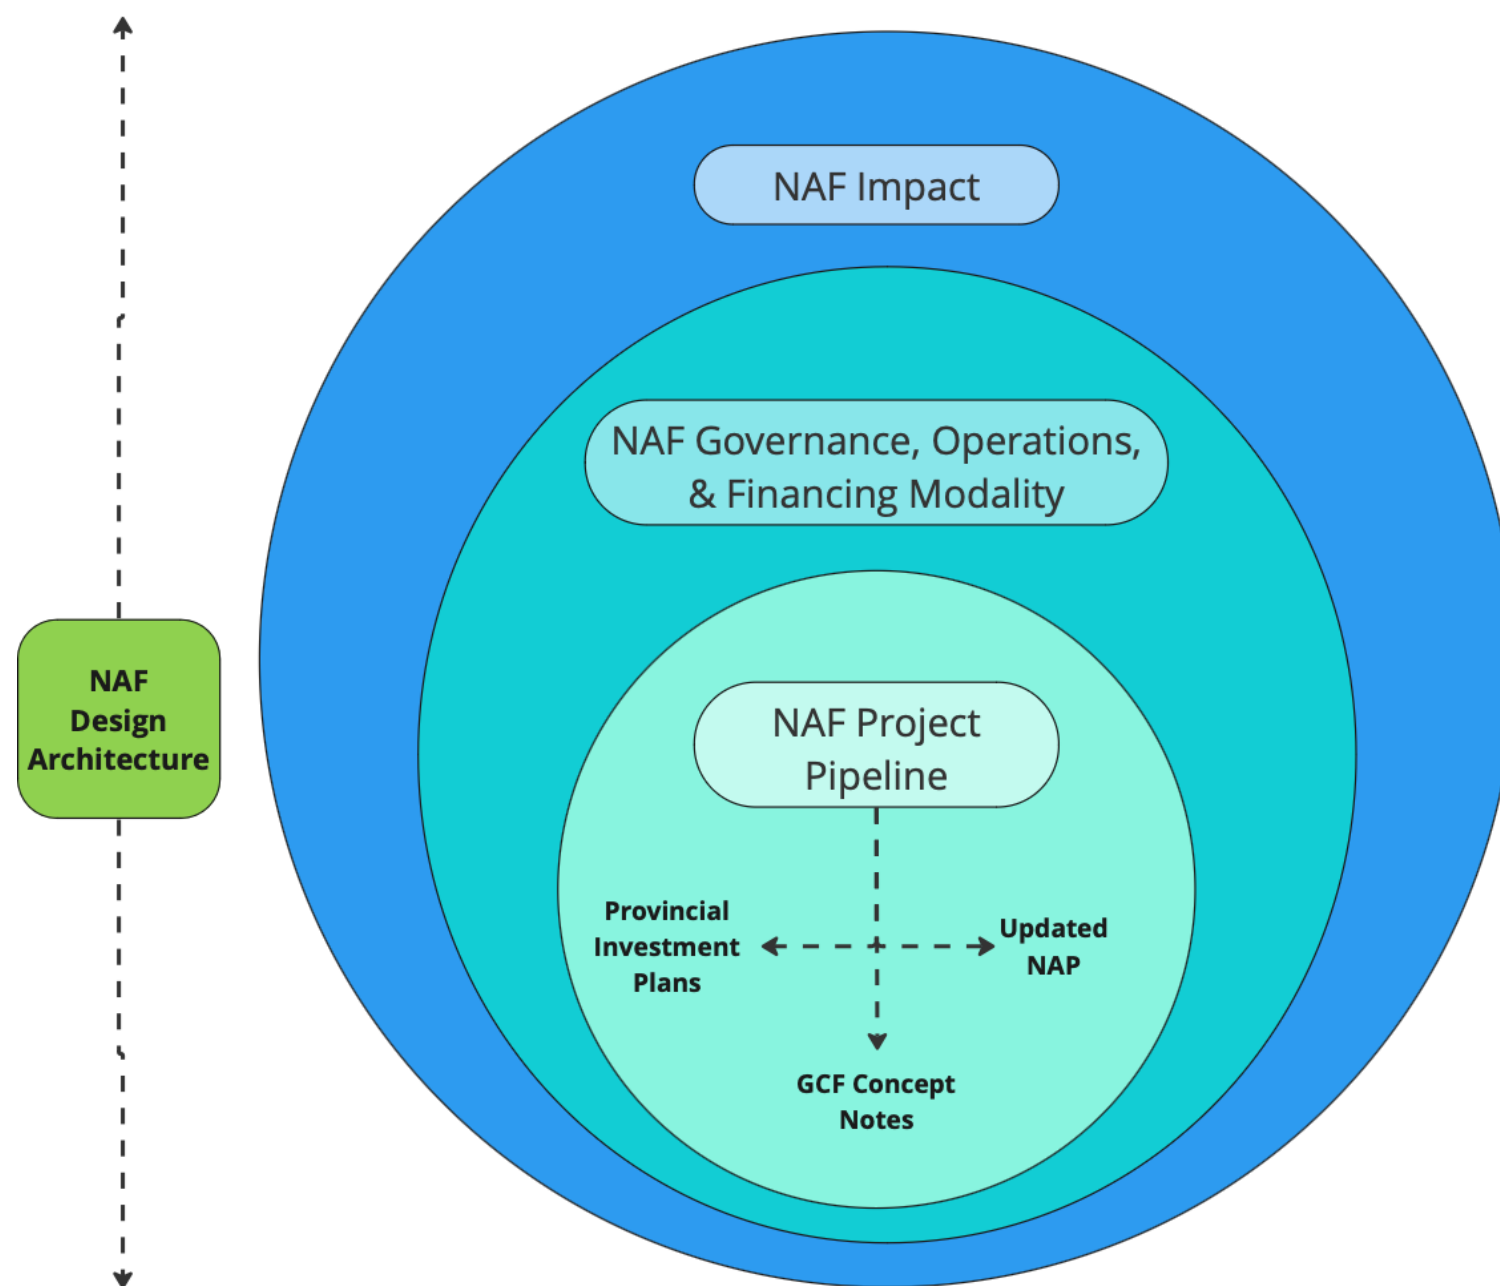 NAF Impact
NAF Governance, Operations,
& Financing Modality
NAF
Design
Architecture
NAF Project
Pipeline
Provincial
Investment
Plans
Updated
NAP
GCF Concept
Notes